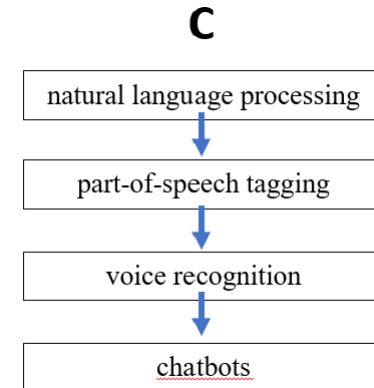 C
natural language processing
part-of-speech tagging
voice recognition
chatbots